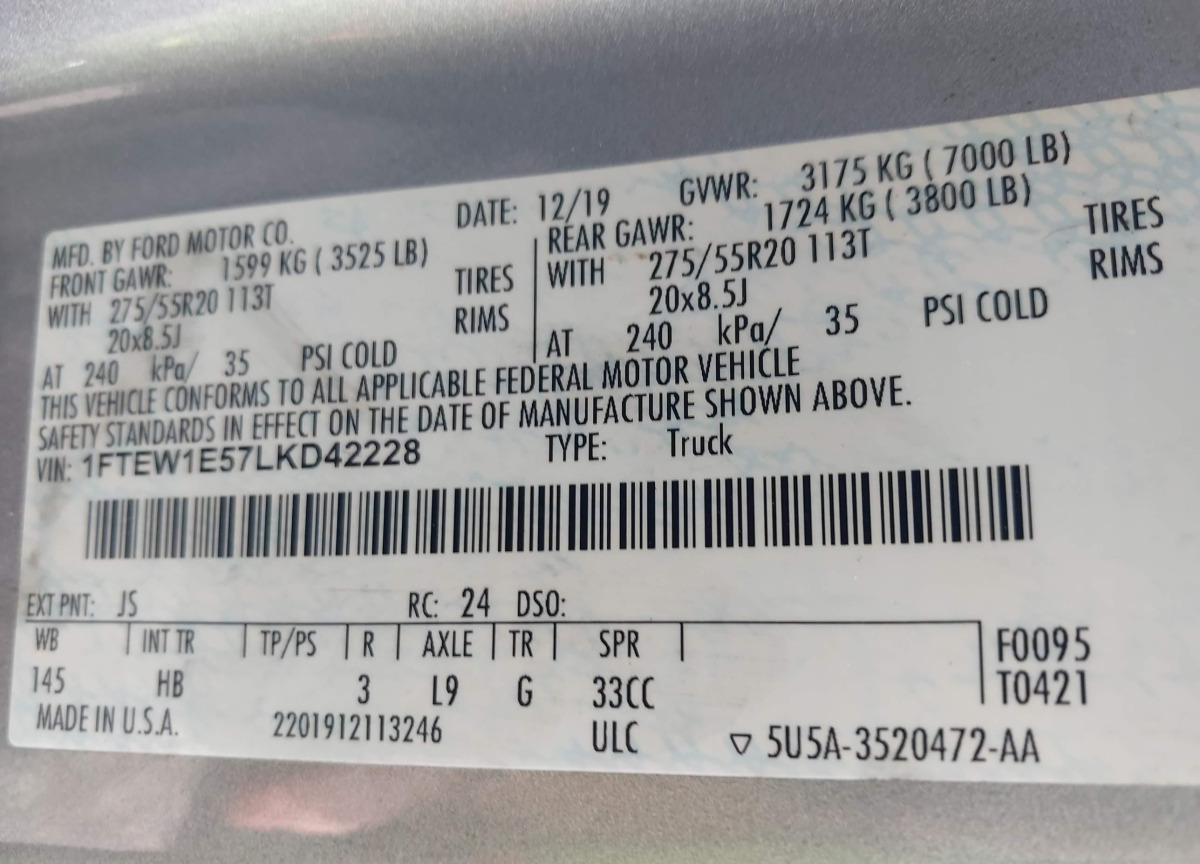 MFD. BY FORD MOTOR CO. DATE: 12/19 GVWR: 3175 KG ( 7000 LB)
FRONT GAWR: 1599 KG ( 3525 LB) REAR GAWR: 1724 KG ( 3800 LB)
WITH 275/55R20 113T TIRES WITH 275/55R20 113T TIRES
20x8.5J RIMS 20x8.5J RIMS
AT 240 kPa/ 35 PSI COLD AT 240 kPa/ 35 PSI COLD
THIS VEHICLE CONFORMS TO ALL APPLICABLE FEDERAL MOTOR VEHICLE
SAFETY STANDARDS IN EFFECT ON THE DATE OF MANUFACTURE SHOWN ABOVE.
VIN: 1FTEW1E57LKD42228 TYPE: Truck
EXT PNT: JS RC: 24 DSO:
WB | INT TR | TP/PS | R | AXLE | TR | SPR | F0095
145 HB 3 L9 G 33CC T0421
MADE IN U.S.A. 2201912113246 ULC ▽ 5U5A-3520472-AA